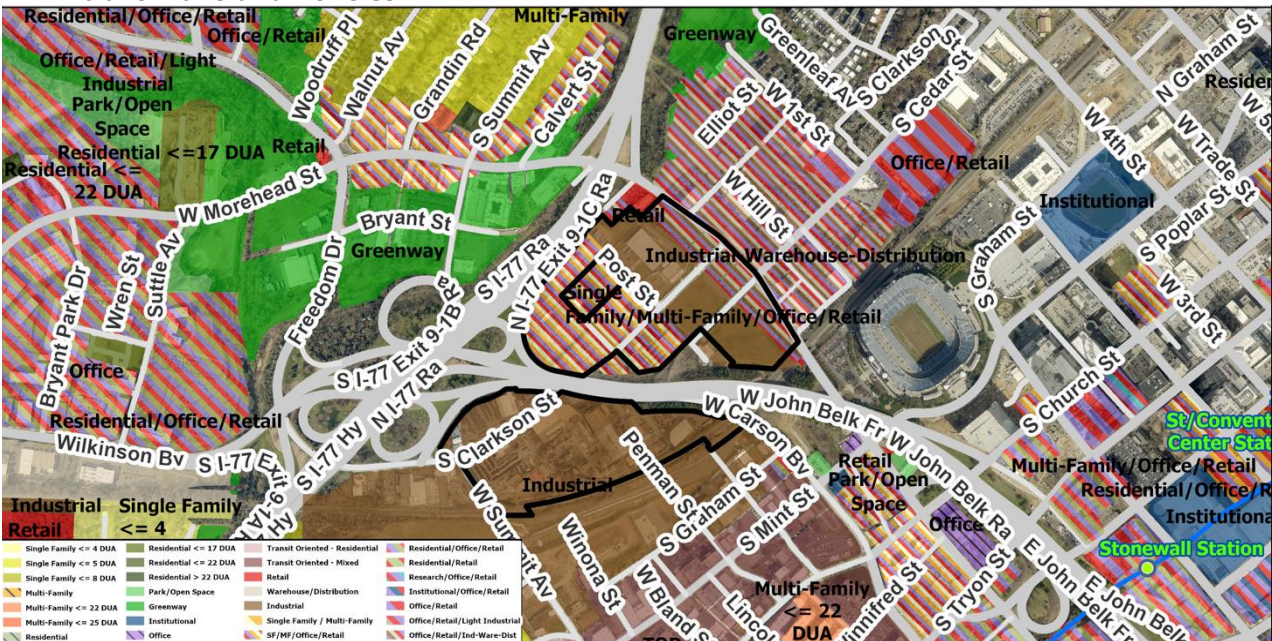 Residential/Office/Retail
Office/Retail
Office/Retail/Light
Industrial
Park/Open
Space
Residential <=17 DUA
Residential <=
22 DUA
Retail
Multi-Family
Greenway
Woodruff Pl
Walnut Av
Grandin Rd
S Summit Av
Calvert St
Greenleaf Av
S Clarkson St
S Cedar St
Elliot St
W 1st St
W Hill St
Office/Retail
W 4th St
N Graham St
W Trade St
W 5
S Poplar St
W 3rd St
Institutional
S Graham St
W Morehead St
Bryant St
Greenway
Freedom Dr
Suttle Av
Wren St
Bryant Park Dr
Office
Residential/Office/Retail
Wilkinson Bv
S I-77 Ra
N I-77 Exit 9-1C Ra
S I-77 Exit 9-1B Ra
N I-77 Ra
S I-77 Hy
S I-77 Exit
Retail
Industrial Warehouse-Distribution
Post St
Single
Family/Multi-Family/Office/Retail
W John Belk Fr
W John Belk Ra
E John Belk Fr
E John Bel
W Carson Bv
S Clarkson St
Industrial
Penman St
S Graham St
S Mint St
W Summit Av
Winona St
W Bland S
Lincol
Winnifred St
S Tryon St
S Church St
Retail
Park/Open
Space
Office
Multi-Family/Office/Retail
Residential/Office/R
Institutiona
St/Convent
Center Stat
Stonewall Station
Multi-Family
<= 22
DUA
Industrial
Retail
Single Family
<= 4
Single Family <= 4 DUA
Single Family <= 5 DUA
Single Family <= 8 DUA
Multi-Family
Multi-Family <= 22 DUA
Multi-Family <= 25 DUA
Residential
Residential <= 17 DUA
Residential <= 22 DUA
Residential > 22 DUA
Park/Open Space
Greenway
Institutional
Office
Transit Oriented - Residential
Transit Oriented - Mixed
Retail
Warehouse/Distribution
Industrial
Single Family / Multi-Family
SF/MF/Office/Retail
Residential/Office/Retail
Residential/Retail
Research/Office/Retail
Institutional/Office/Retail
Office/Retail
Office/Retail/Light Industrial
Office/Retail/Ind-Ware-Dist